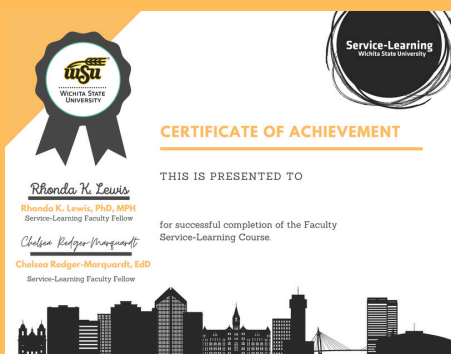 wsu
WICHITA STATE
UNIVERSITY
Service-Learning
Wichita State University
CERTIFICATE OF ACHIEVEMENT
THIS IS PRESENTED TO
for successful completion of the Faculty
Service-Learning Course.
Rhonda K. Lewis
Rhonda K. Lewis, PhD, MPH
Service-Learning Faculty Fellow
Chelsea Redger-Marquardt
Chelsea Redger-Marquardt, EdD
Service-Learning Faculty Fellow